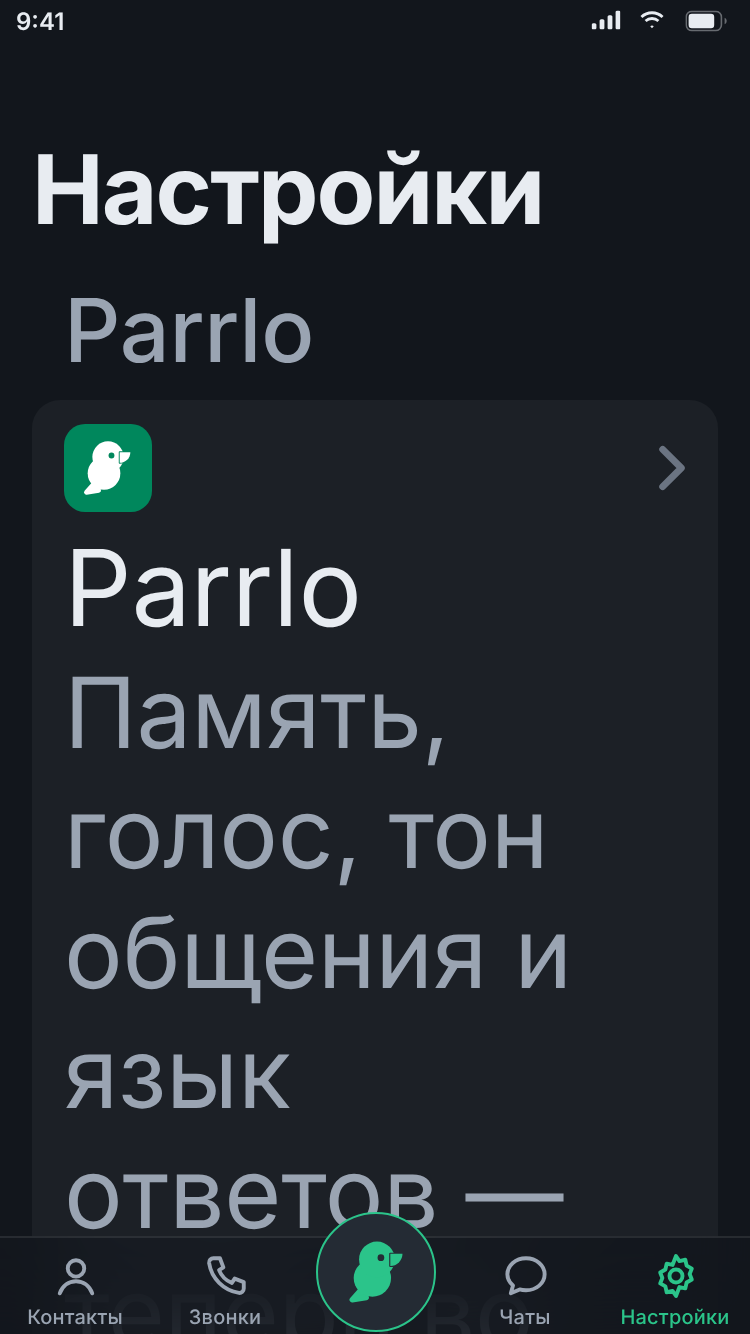 9:41
Настройки
Parrlo
Parrlo
Память,
голос, тон
общения и
язык
ответов —
Контакты
Звонки
Чаты
Настройки